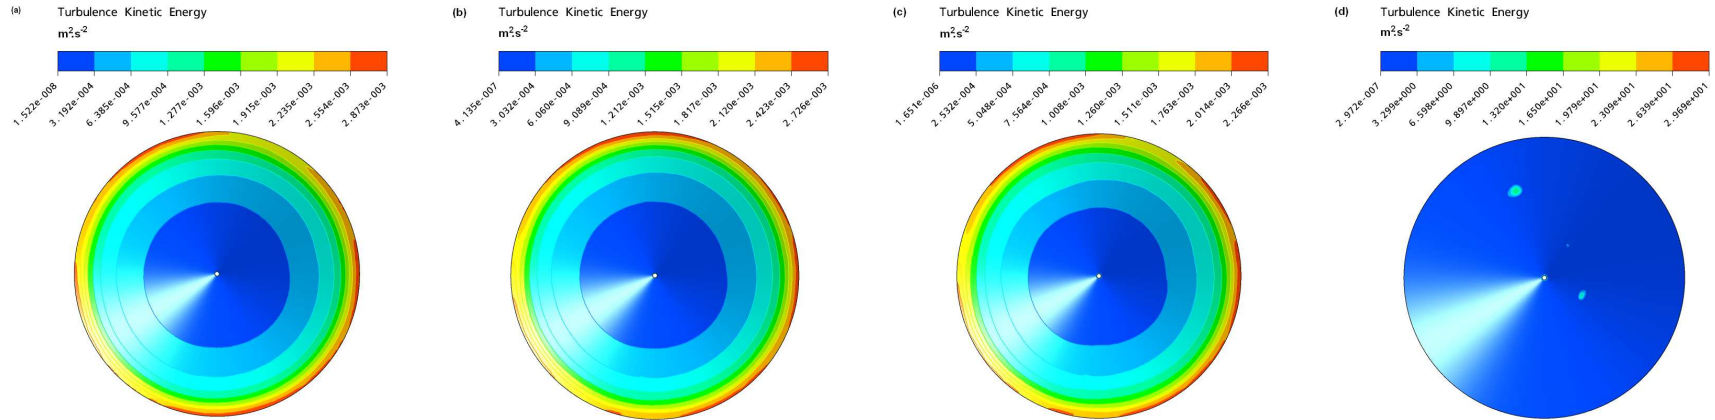 (a) Turbulence Kinetic Energy
m².s⁻²
1.522e-008 3.192e-004 6.385e-004 9.577e-004 1.277e-003 1.596e-003 1.915e-003 2.235e-003 2.554e-003 2.873e-003
(b) Turbulence Kinetic Energy
m².s⁻²
4.135e-007 3.032e-004 6.060e-004 9.089e-004 1.212e-003 1.515e-003 1.817e-003 2.120e-003 2.423e-003 2.726e-003
(c) Turbulence Kinetic Energy
m².s⁻²
1.651e-006 2.532e-004 5.048e-004 7.564e-004 1.008e-003 1.260e-003 1.511e-003 1.763e-003 2.014e-003 2.266e-003
(d) Turbulence Kinetic Energy
m².s⁻²
2.972e-007 3.299e+000 6.598e+000 9.897e+000 1.320e+001 1.650e+001 1.979e+001 2.309e+001 2.639e+001 2.969e+001